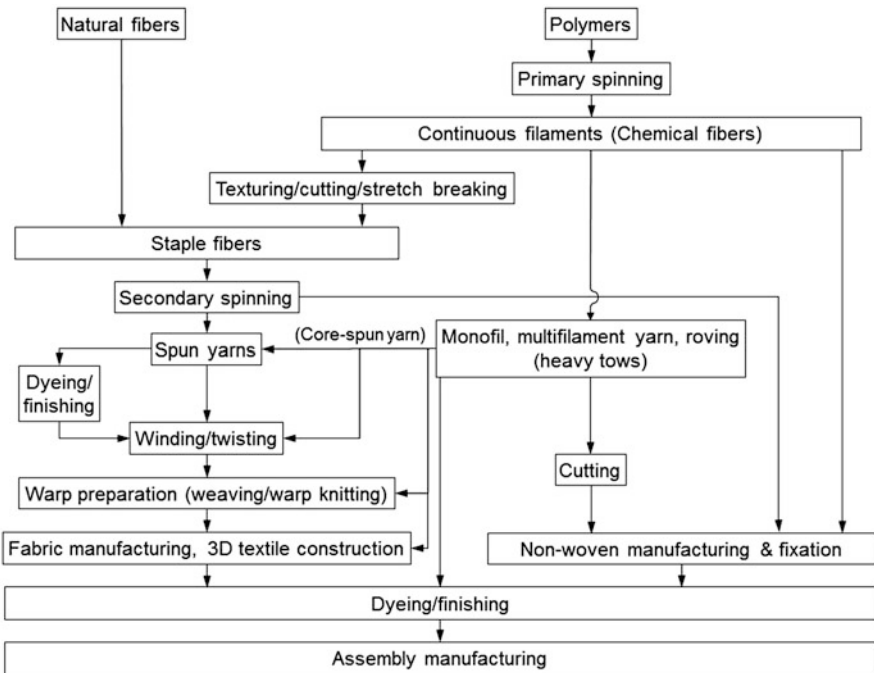 Natural fibers
Polymers
Primary spinning
Continuous filaments (Chemical fibers)
Texturing/cutting/stretch breaking
Staple fibers
Secondary spinning
(Core-spun yarn)
Spun yarns
Monofil, multifilament yarn, roving
(heavy tows)
Dyeing/
finishing
Winding/twisting
Cutting
Warp preparation (weaving/warp knitting)
Fabric manufacturing, 3D textile construction
Non-woven manufacturing & fixation
Dyeing/finishing
Assembly manufacturing